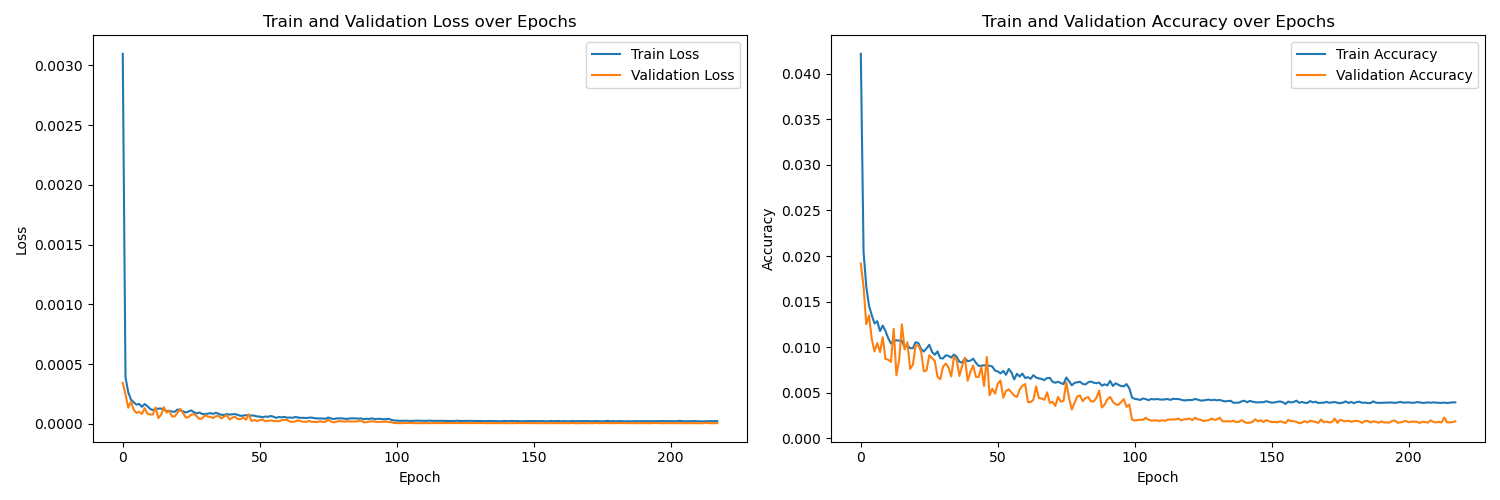 Train and Validation Loss over Epochs
Train Loss
Validation Loss
0.0030
0.0025
0.0020
0.0015
0.0010
0.0005
0.0000
Loss
0
50
100
150
200
Epoch
Train and Validation Accuracy over Epochs
Train Accuracy
Validation Accuracy
0.040
0.035
0.030
0.025
0.020
0.015
0.010
0.005
0.000
Accuracy
0
50
100
150
200
Epoch